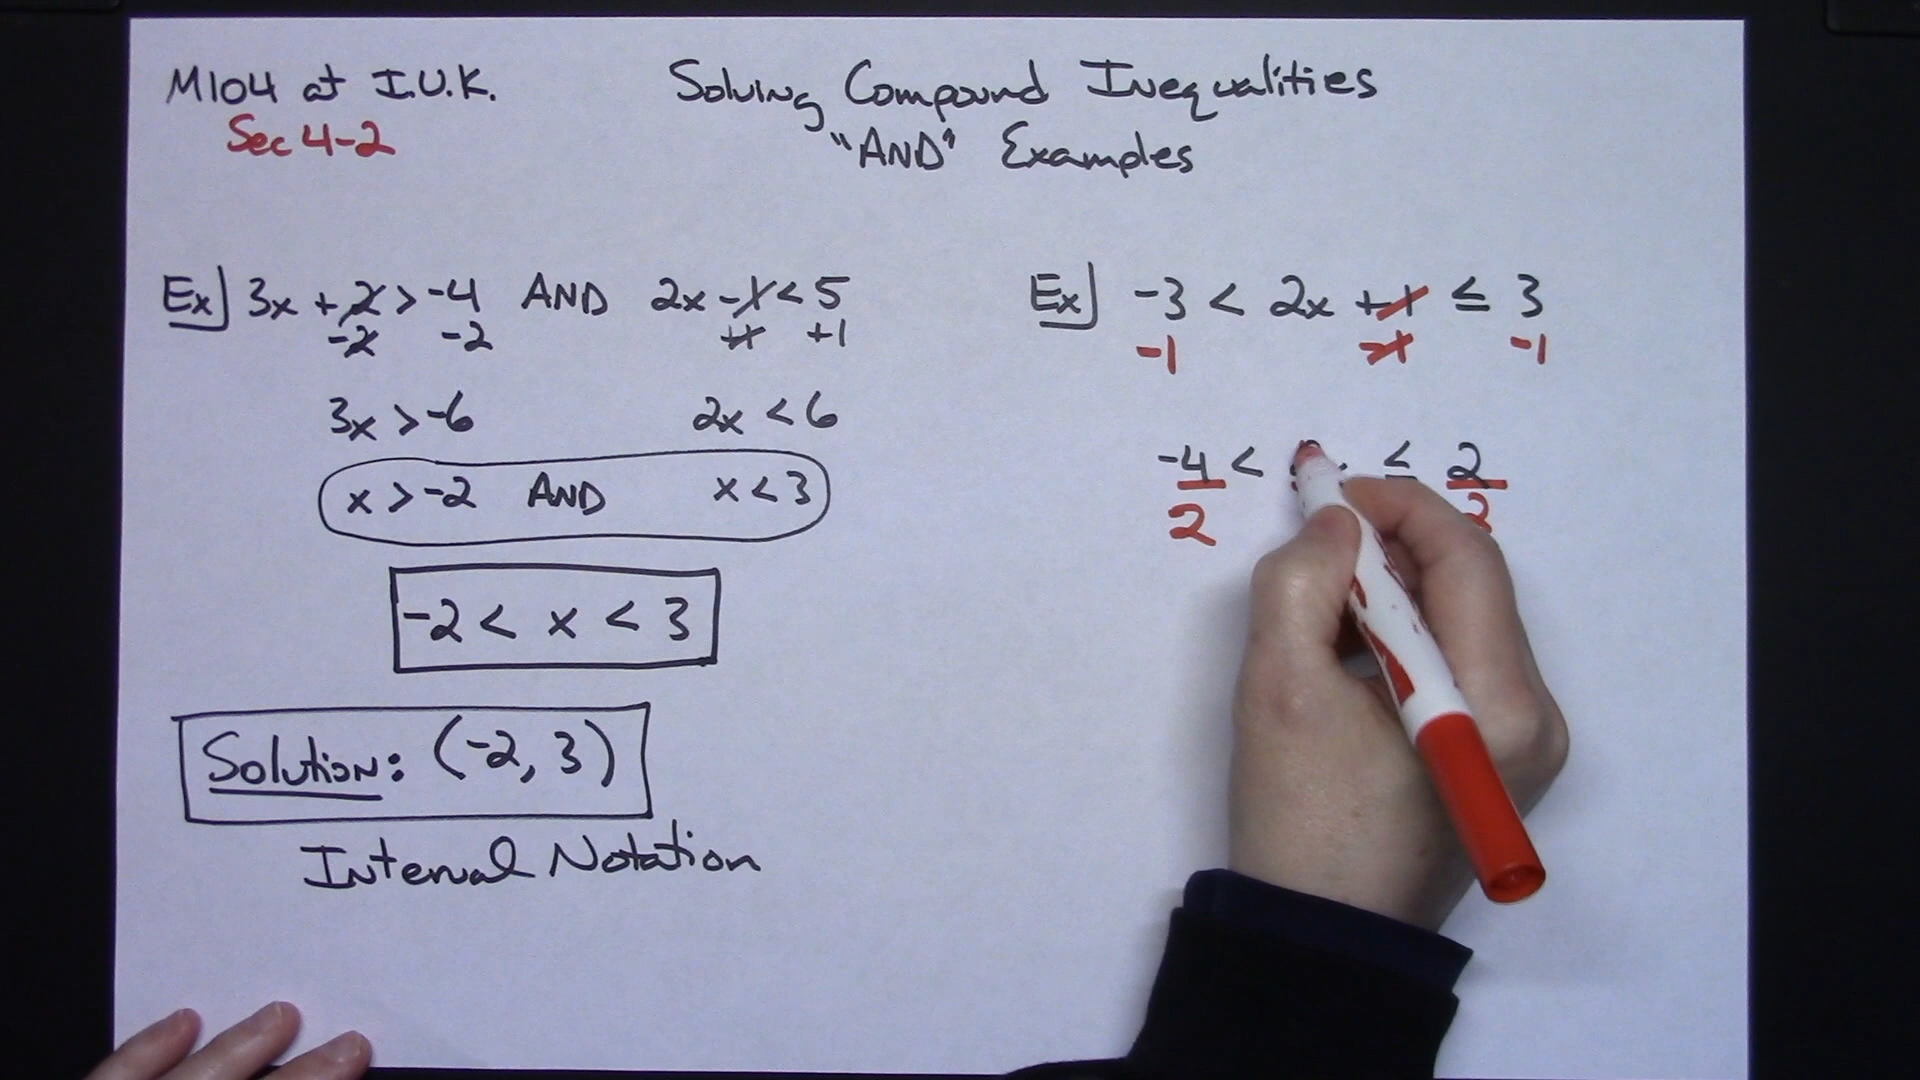 M104 at I.U.K.
Sec 4-2
Solving Compound Inequalities
"AND" Examples
Ex] 3x + 2 > -4 AND 2x - 1 < 5
-2 -2 +1 +1
3x > -6 2x < 6
x > -2 AND x < 3
-2 < x < 3
Solution: (-2, 3)
Interval Notation
Ex] -3 < 2x + 1 ≤ 3
-1 -1 -1
-4 < ≤ 2
2 2